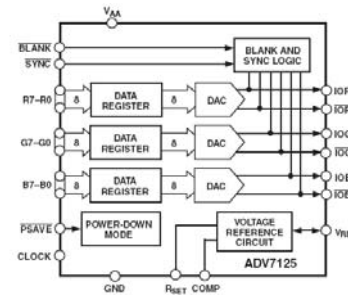 VAA
BLANK
SYNC
BLANK AND
SYNC LOGIC
R7–R0
8
DATA
REGISTER
8
DAC
G7–G0
8
DATA
REGISTER
8
DAC
B7–B0
8
DATA
REGISTER
8
DAC
PSAVE
POWER-DOWN
MODE
VOLTAGE
REFERENCE
CIRCUIT
CLOCK
ADV7125
GND
RSET
COMP